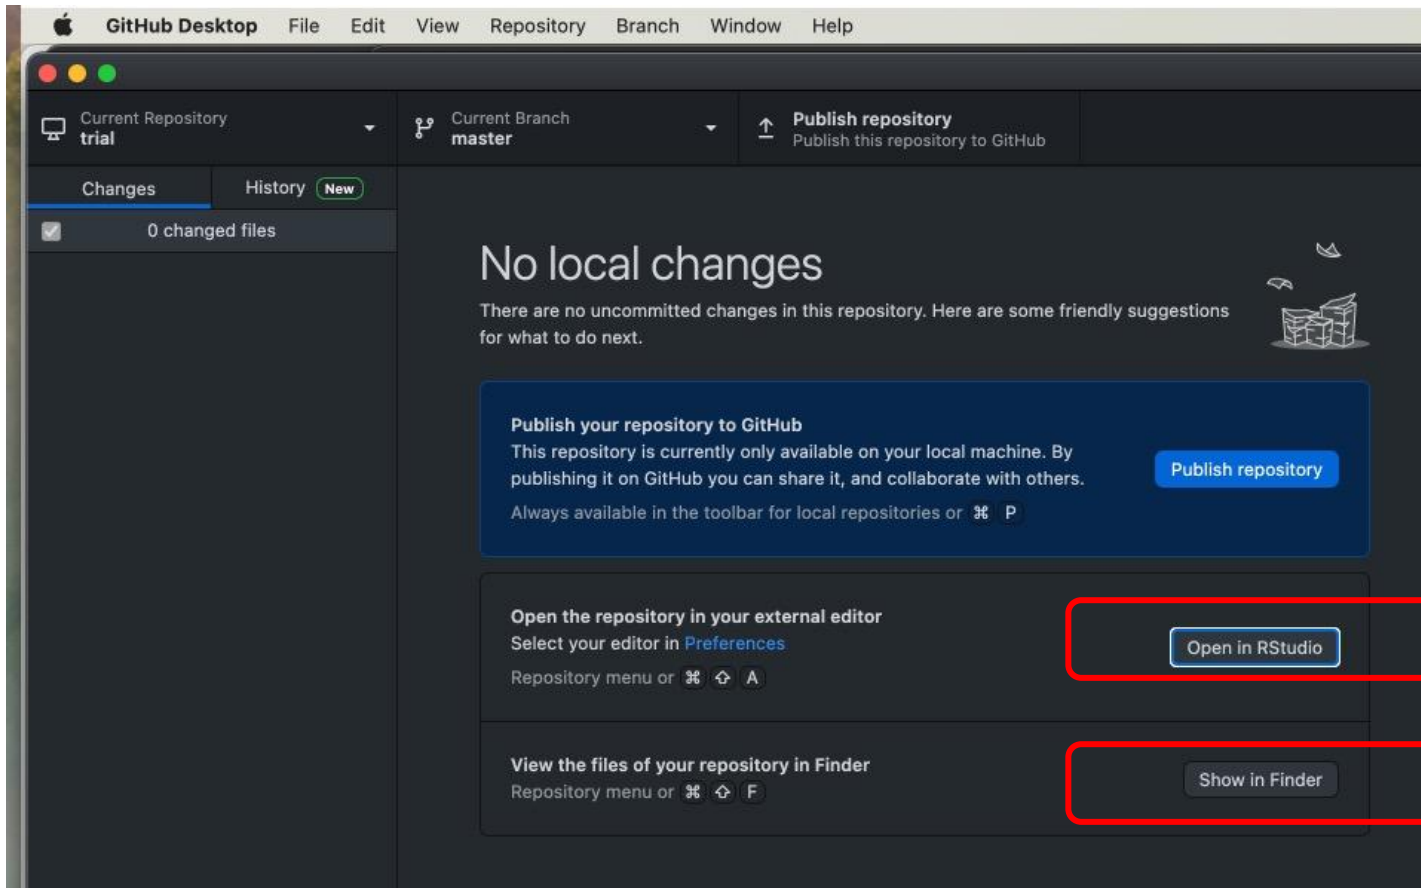 GitHub Desktop File Edit View Repository Branch Window Help
Current Repository
trial
Current Branch
master
Publish repository
Publish this repository to GitHub
Changes
History New
0 changed files
No local changes
There are no uncommitted changes in this repository. Here are some friendly suggestions
for what to do next.
Publish your repository to GitHub
This repository is currently only available on your local machine. By
publishing it on GitHub you can share it, and collaborate with others.
Always available in the toolbar for local repositories or ⌘ P
Publish repository
Open the repository in your external editor
Select your editor in Preferences
Repository menu or ⌘ ⇧ A
Open in RStudio
View the files of your repository in Finder
Repository menu or ⌘ ⇧ F
Show in Finder